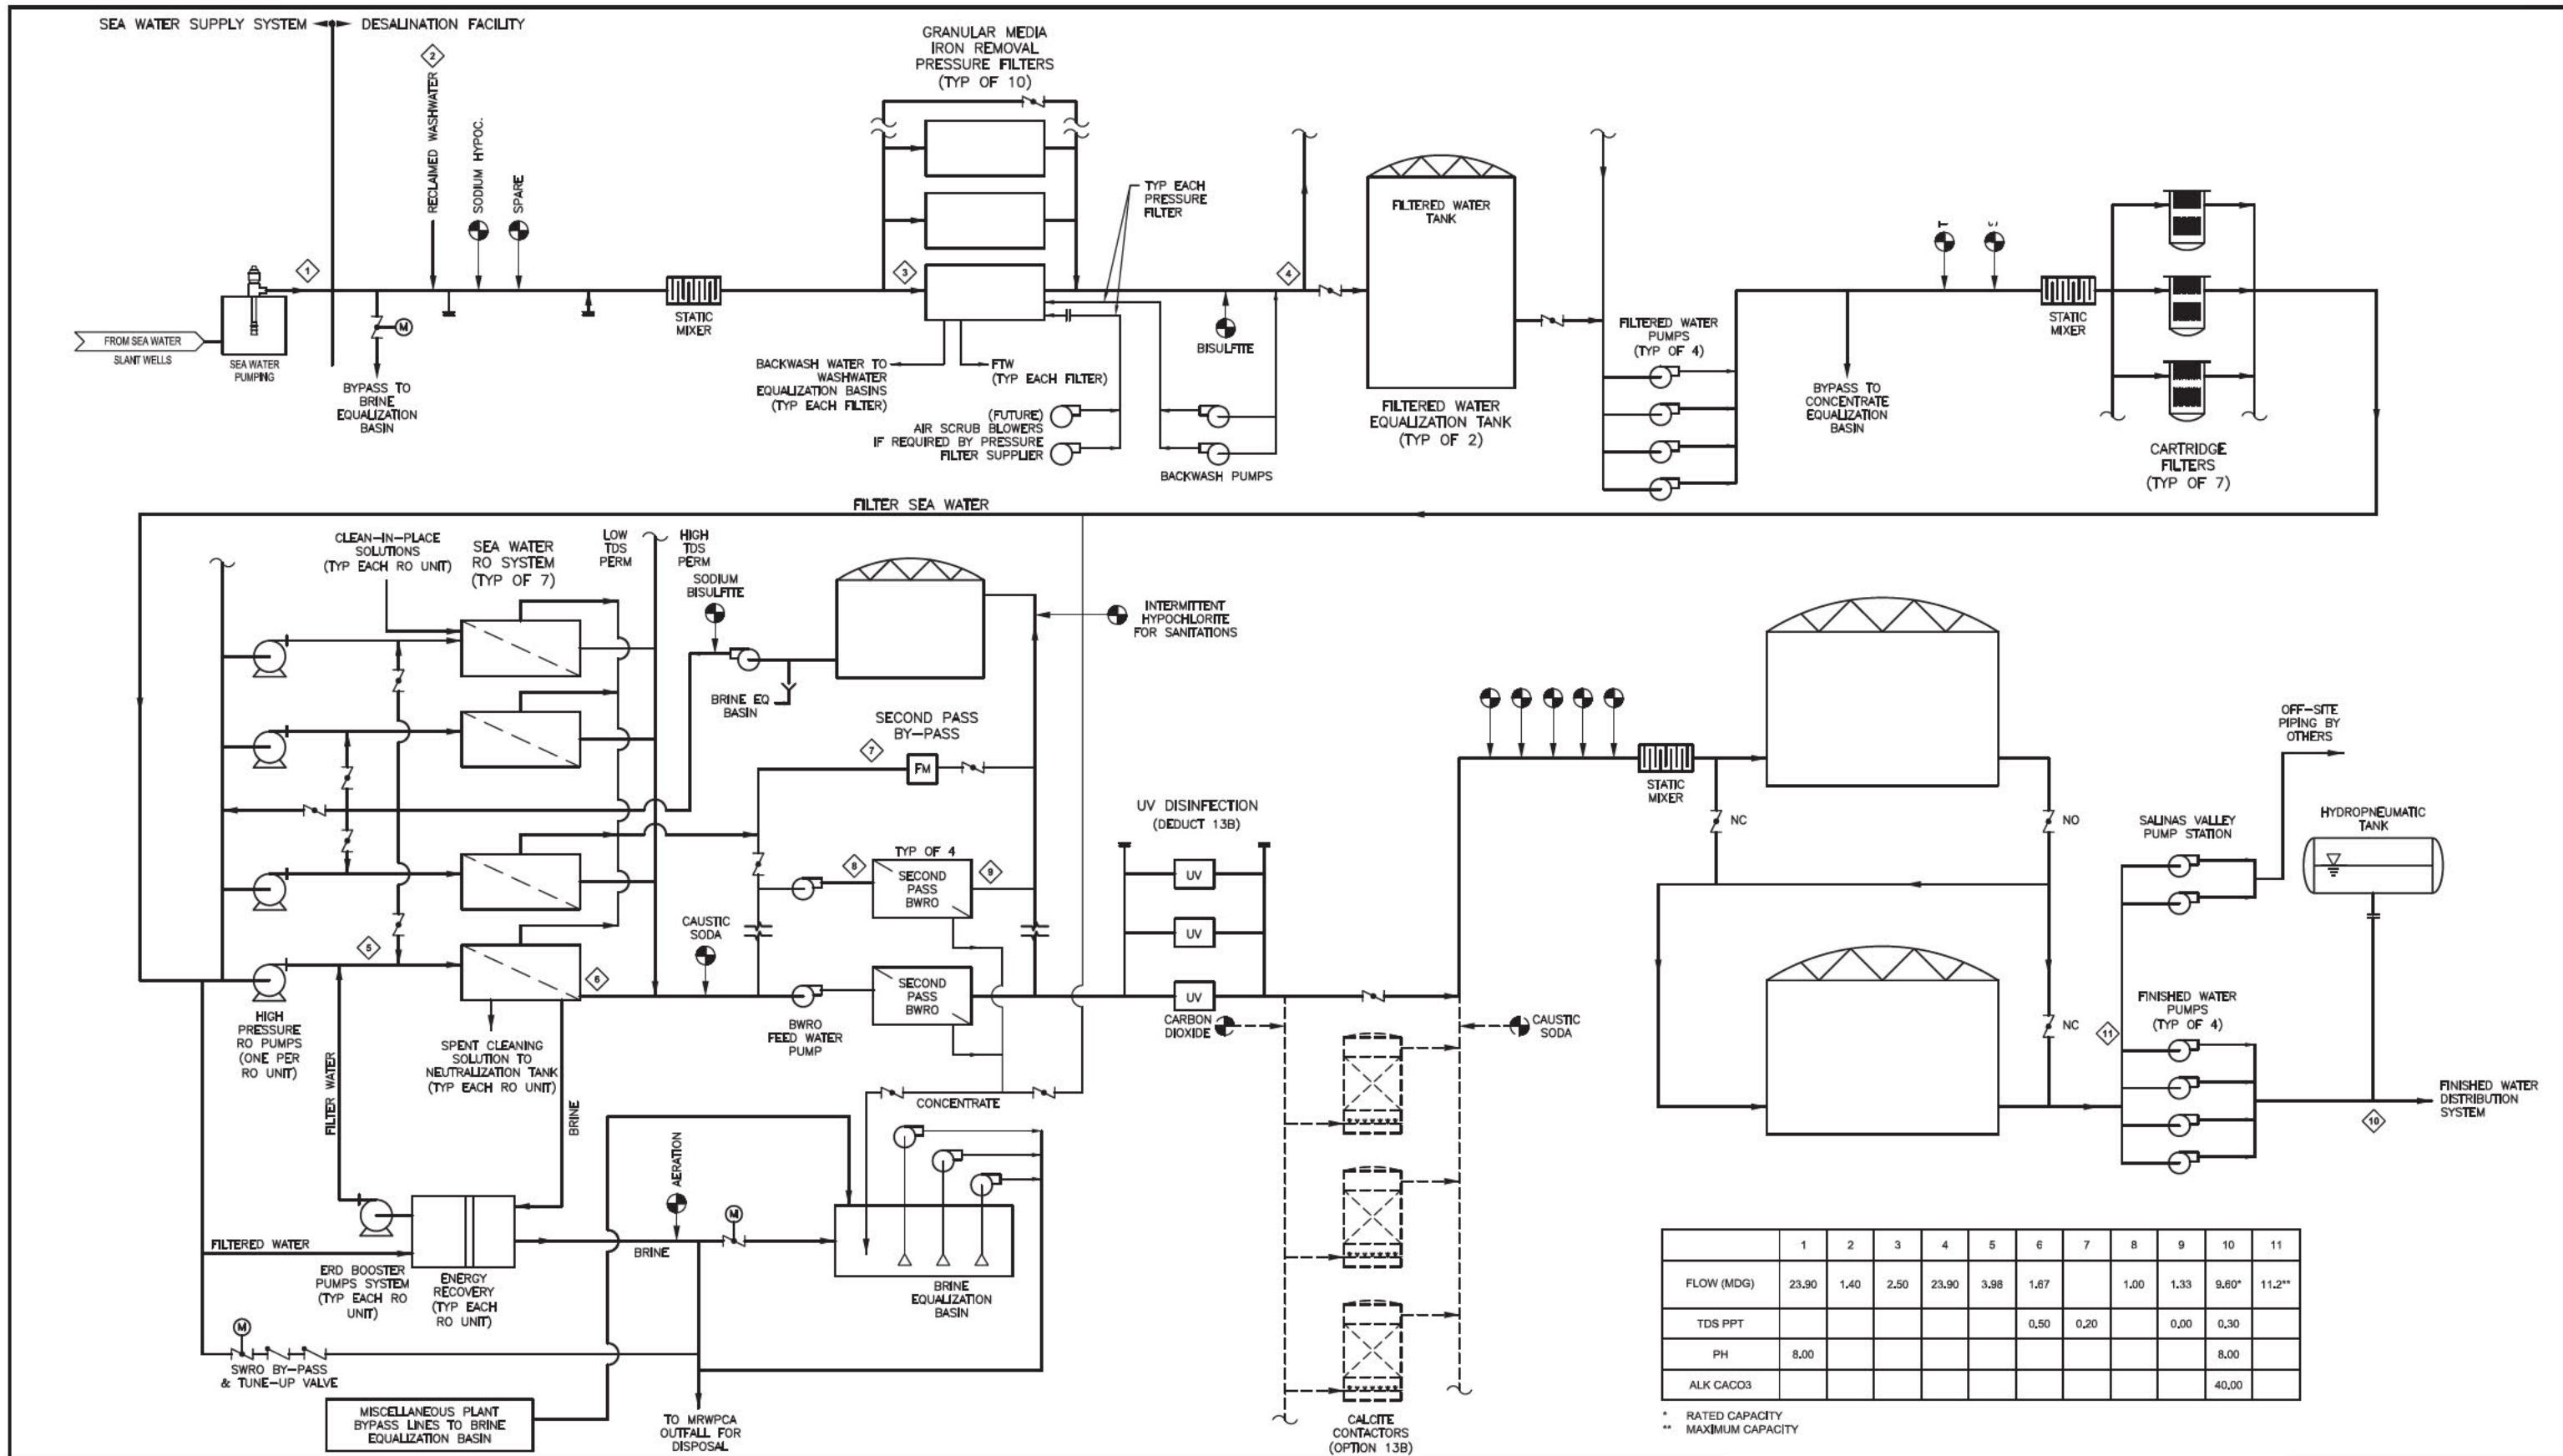 SEA WATER SUPPLY SYSTEM
DESALINATION FACILITY
2
RECLAIMED WASHWATER
SODIUM HYPOC.
SPARE
GRANULAR MEDIA
IRON REMOVAL
PRESSURE FILTERS
(TYP OF 10)
1
FROM SEA WATER
SLANT WELLS
SEA WATER
PUMPING
M
BYPASS TO
BRINE
EQUALIZATION
BASIN
STATIC
MIXER
3
TYP EACH
PRESSURE
FILTER
BACKWASH WATER TO
WASHWATER
EQUALIZATION BASINS
(TYP EACH FILTER)
FTW
(TYP EACH FILTER)
(FUTURE)
AIR SCRUB BLOWERS
IF REQUIRED BY PRESSURE
FILTER SUPPLIER
BACKWASH PUMPS
BISULFITE
4
FILTERED WATER
TANK
FILTERED WATER
EQUALIZATION TANK
(TYP OF 2)
FILTERED WATER
PUMPS
(TYP OF 4)
BYPASS TO
CONCENTRATE
EQUALIZATION
BASIN
STATIC
MIXER
CARTRIDGE
FILTERS
(TYP OF 7)
FILTER SEA WATER
CLEAN-IN-PLACE
SOLUTIONS
(TYP EACH RO UNIT)
SEA WATER
RO SYSTEM
(TYP OF 7)
LOW
TDS
PERM
HIGH
TDS
PERM
SODIUM
BISULFITE
BRINE EQ
BASIN
INTERMITTENT
HYPOCHLORITE
FOR SANITATIONS
SECOND PASS
BY-PASS
7
FM
TYP OF 4
8
SECOND
PASS
BWRO
9
CAUSTIC
SODA
SECOND
PASS
BWRO
BWRO
FEED WATER
PUMP
5
6
HIGH
PRESSURE
RO PUMPS
(ONE PER
RO UNIT)
SPENT CLEANING
SOLUTION TO
NEUTRALIZATION TANK
(TYP EACH RO UNIT)
FILTER WATER
BRINE
UV DISINFECTION
(DEDUCT 13B)
UV
UV
UV
CARBON
DIOXIDE
CAUSTIC
SODA
CALCITE
CONTACTORS
(OPTION 13B)
CONCENTRATE
AERATION
M
BRINE
BRINE
EQUALIZATION
BASIN
FILTERED WATER
ERD BOOSTER
PUMPS SYSTEM
(TYP EACH RO
UNIT)
ENERGY
RECOVERY
(TYP EACH
RO UNIT)
M
SWRO BY-PASS
& TUNE-UP VALVE
MISCELLANEOUS PLANT
BYPASS LINES TO BRINE
EQUALIZATION BASIN
TO MRWPCA
OUTFALL FOR
DISPOSAL
STATIC
MIXER
NC
NO
NC
OFF-SITE
PIPING BY
OTHERS
SALINAS VALLEY
PUMP STATION
HYDROPNEUMATIC
TANK
11
FINISHED WATER
PUMPS
(TYP OF 4)
10
FINISHED WATER
DISTRIBUTION
SYSTEM
1 2 3 4 5 6 7 8 9 10 11
FLOW (MDG) 23.90 1.40 2.50 23.90 3.98 1.67 1.00 1.33 9.60* 11.2**
TDS PPT 0.50 0.20 0.00 0.30
PH 8.00 8.00
ALK CACO3 40.00
* RATED CAPACITY
** MAXIMUM CAPACITY